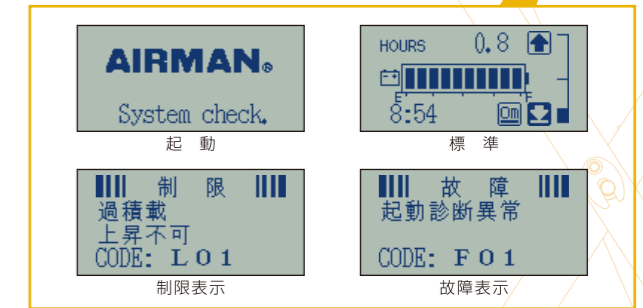 AIRMAN®
System check.
起動
HOURS 0.8
E F
8:54 0m
標準
制限
過積載
上昇不可
CODE: L01
制限表示
故障
起動診断異常
CODE: F01
故障表示